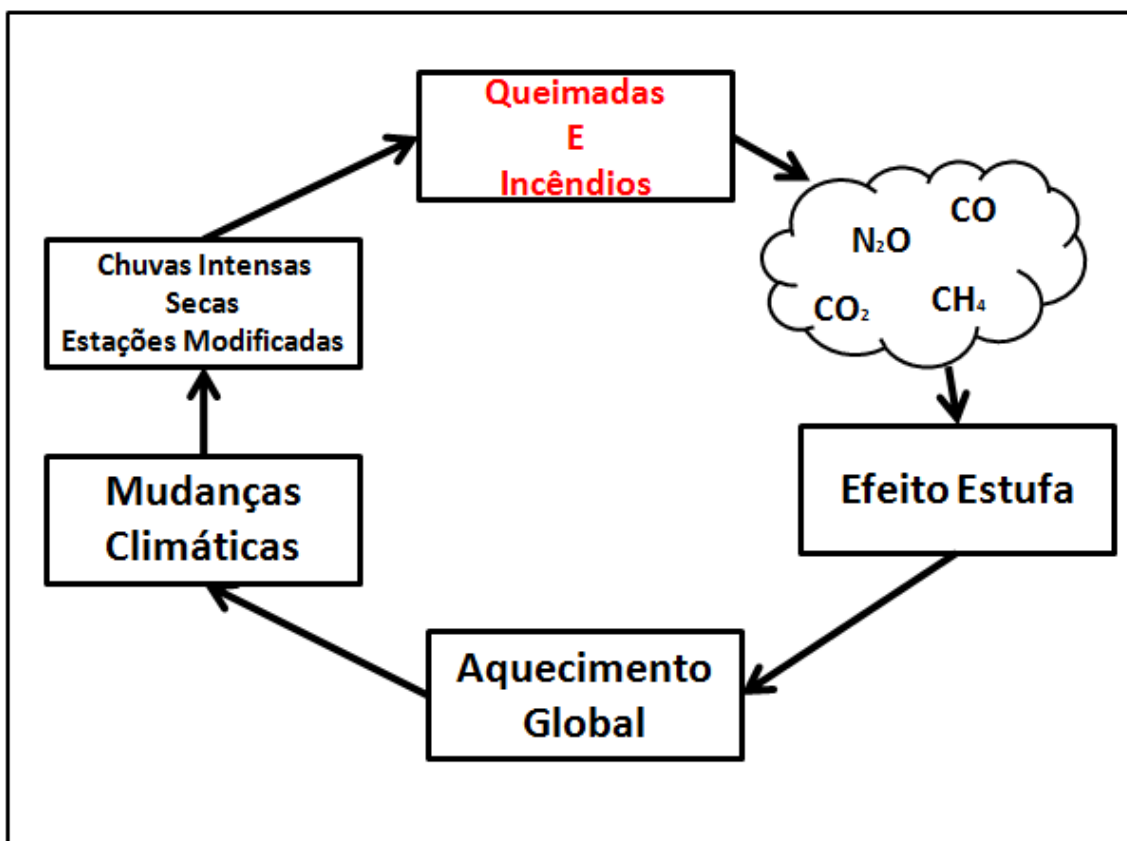 Queimadas
E
Incêndios
CO
N₂O
CO₂
CH₄
Efeito Estufa
Aquecimento
Global
Mudanças
Climáticas
Chuvas Intensas
Secas
Estações Modificadas